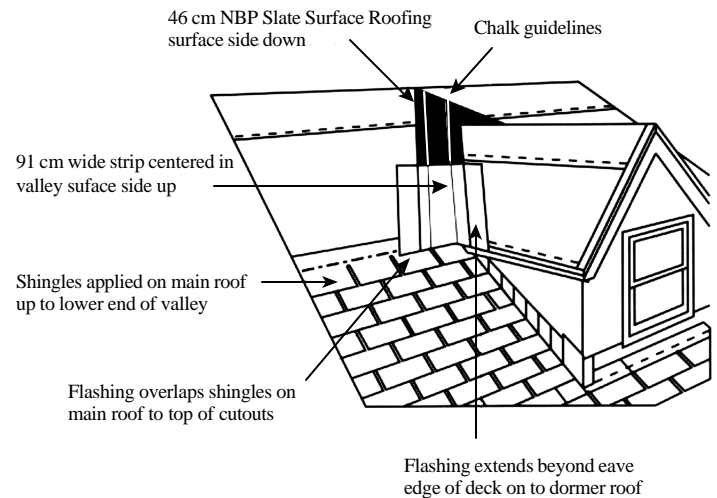 46 cm NBP Slate Surface Roofing
surface side down
Chalk guidelines
91 cm wide strip centered in
valley suface side up
Shingles applied on main roof
up to lower end of valley
Flashing overlaps shingles on
main roof to top of cutouts
Flashing extends beyond eave
edge of deck on to dormer roof